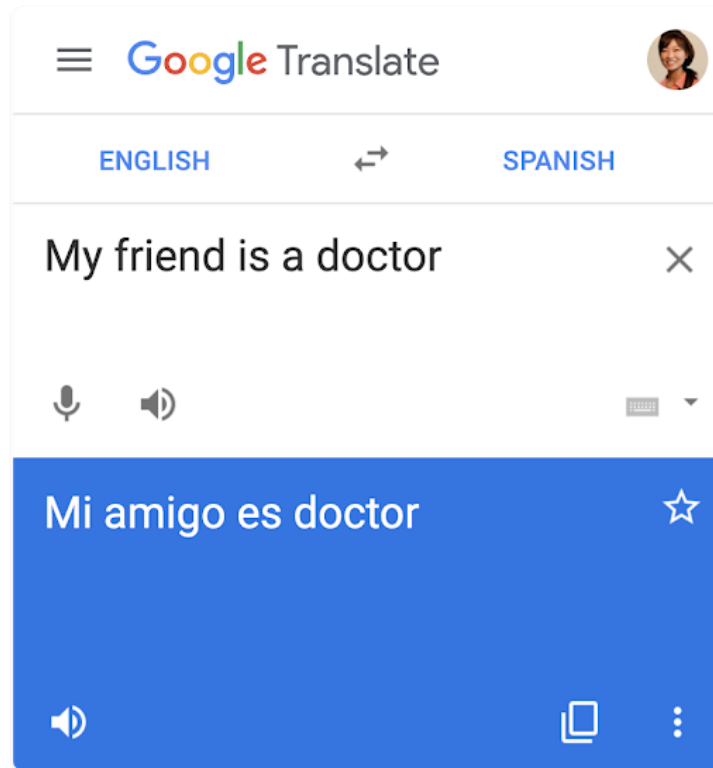 Google Translate
ENGLISH SPANISH
My friend is a doctor
Mi amigo es doctor